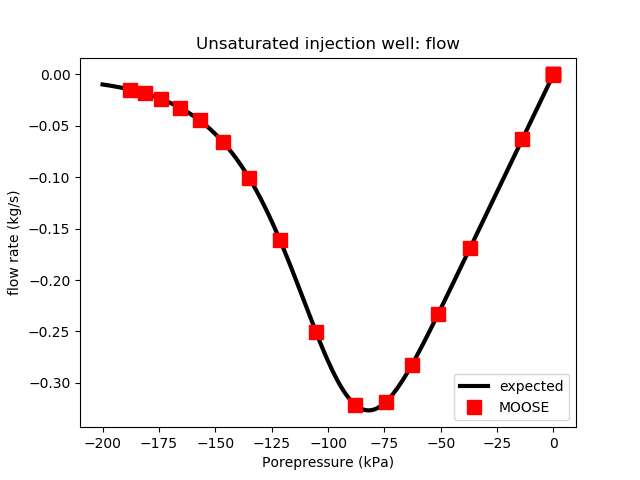 Unsaturated injection well: flow
0.00
−0.05
−0.10
−0.15
−0.20
−0.25
−0.30
flow rate (kg/s)
expected
MOOSE
−200 −175 −150 −125 −100 −75 −50 −25 0
Porepressure (kPa)